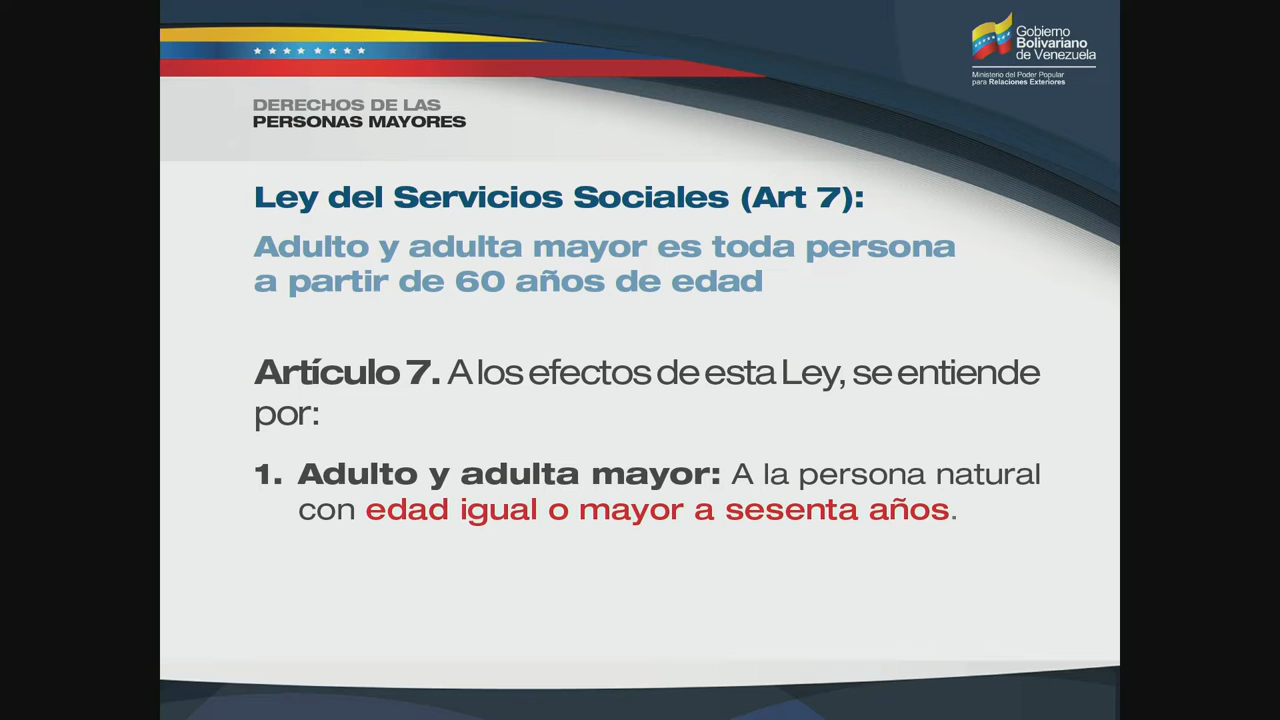 Gobierno
Bolivariano
de Venezuela
Ministerio del Poder Popular
para Relaciones Exteriores
DERECHOS DE LAS
PERSONAS MAYORES
Ley del Servicios Sociales (Art 7):
Adulto y adulta mayor es toda persona
a partir de 60 años de edad
Artículo 7. A los efectos de esta Ley, se entiende
por:
1. Adulto y adulta mayor: A la persona natural
con edad igual o mayor a sesenta años.